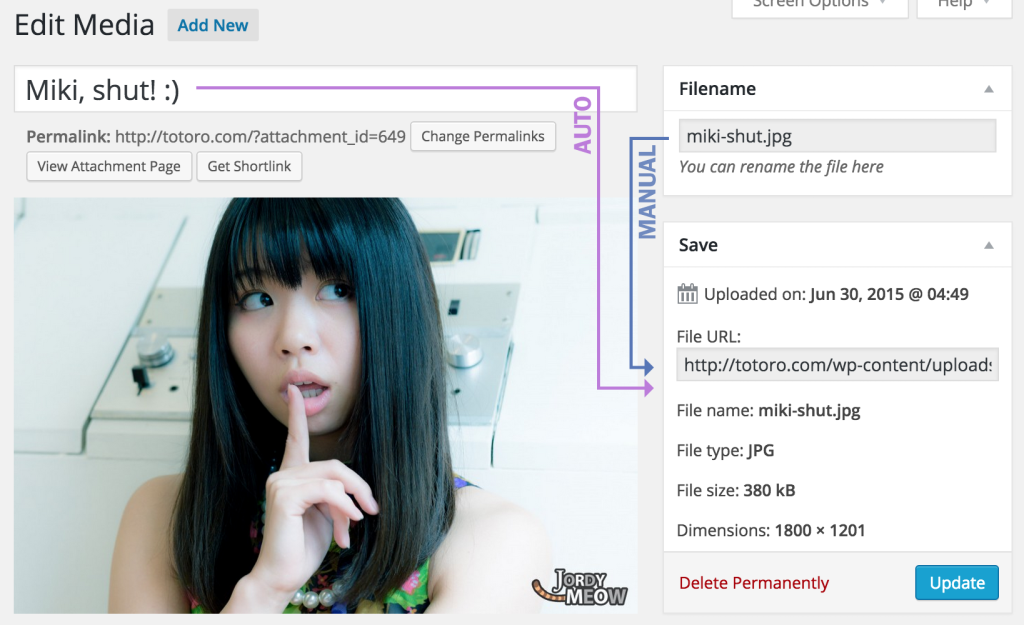 Screen Options
Help
Edit Media
Add New
Miki, shut! :)
Permalink: http://totoro.com/?attachment_id=649
Change Permalinks
View Attachment Page
Get Shortlink
AUTO
MANUAL
JORDY
MEOW
Filename
miki-shut.jpg
You can rename the file here
Save
Uploaded on: Jun 30, 2015 @ 04:49
File URL:
http://totoro.com/wp-content/uploads
File name: miki-shut.jpg
File type: JPG
File size: 380 kB
Dimensions: 1800 × 1201
Delete Permanently
Update